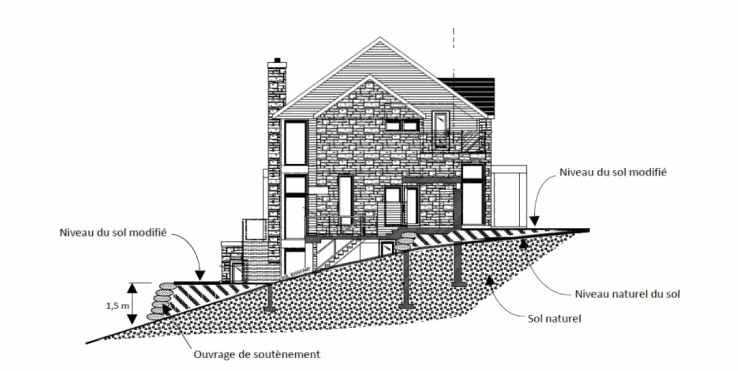 Niveau du sol modifié
Niveau du sol modifié
1,5 m
Niveau naturel du sol
Sol naturel
Ouvrage de soutènement